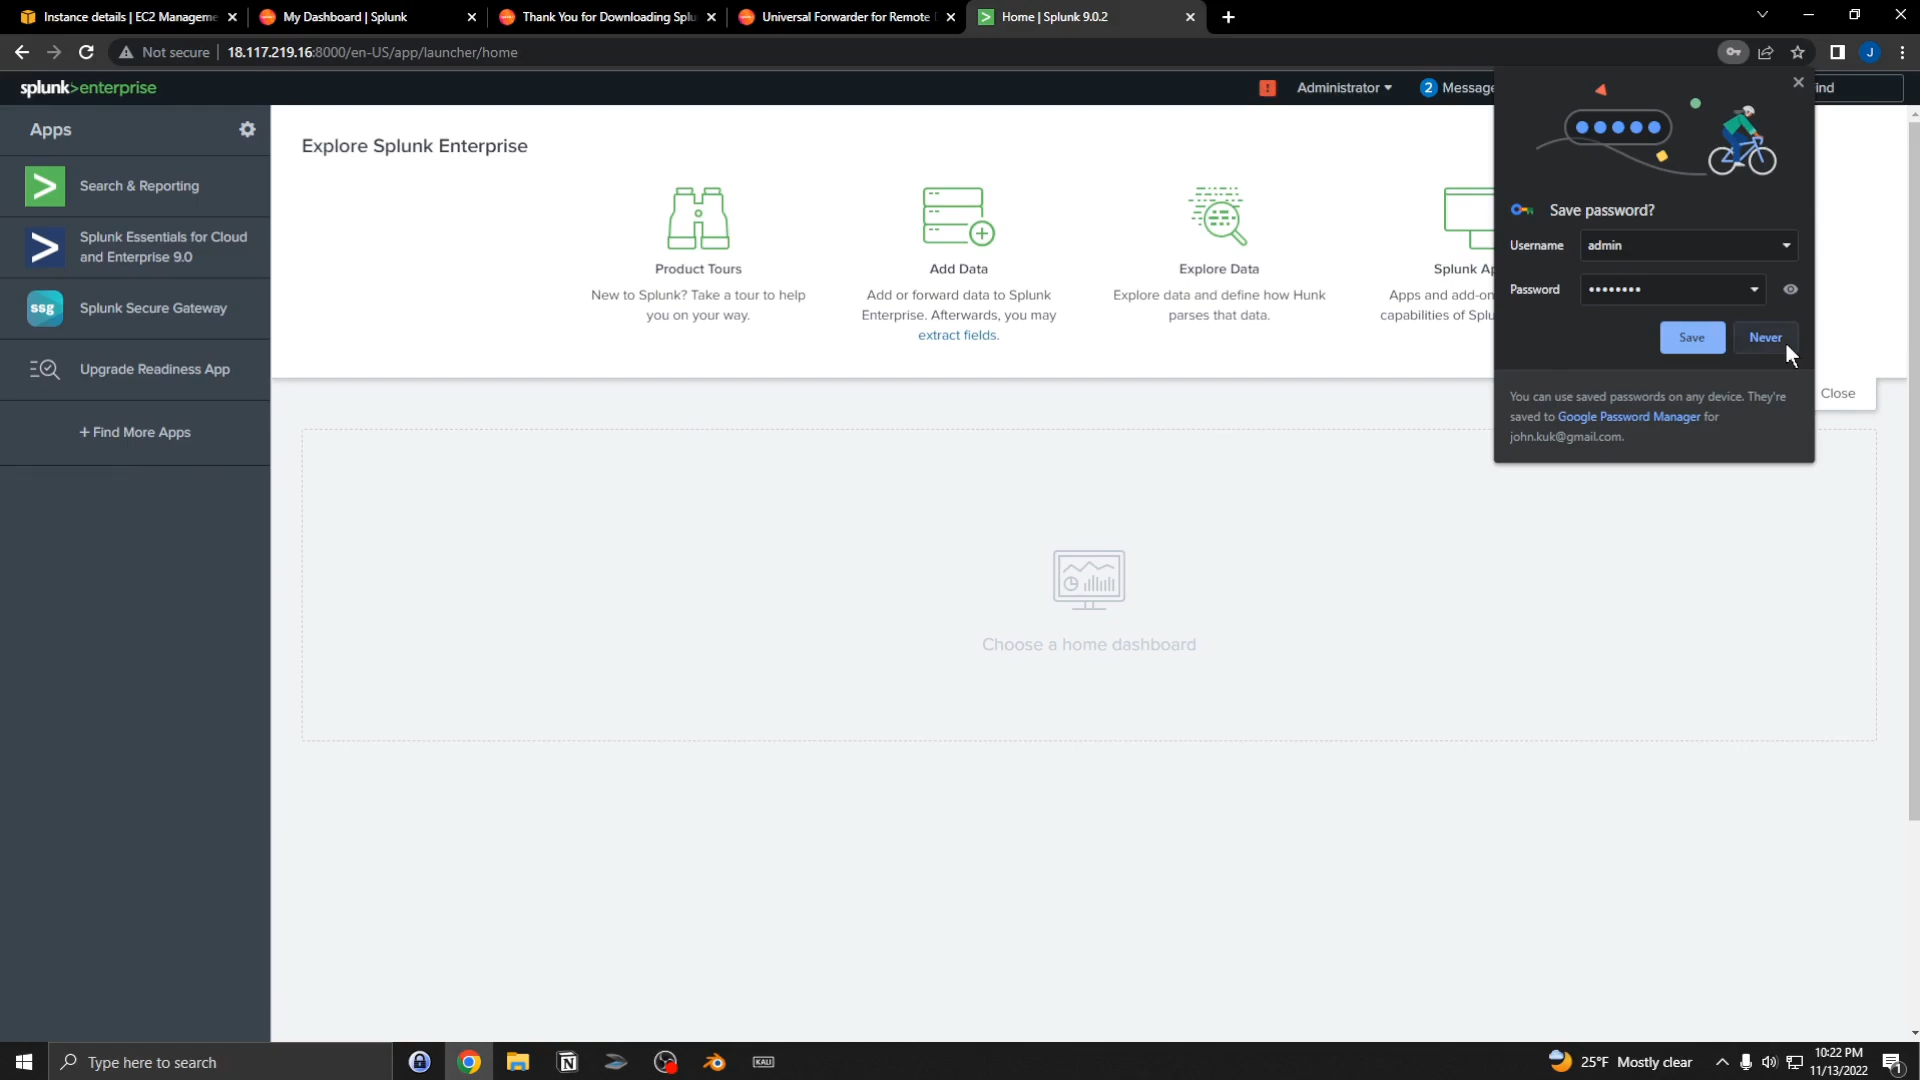 Instance details | EC2 Manageme
My Dashboard | Splunk
Thank You for Downloading Splu
Universal Forwarder for Remote
Home | Splunk 9.0.2
Not secure
18.117.219.16:8000/en-US/app/launcher/home
J
splunk>enterprise
!
Administrator
2
Message
ind
Apps
Search & Reporting
Splunk Essentials for Cloud
and Enterprise 9.0
ssg
Splunk Secure Gateway
Upgrade Readiness App
+ Find More Apps
Explore Splunk Enterprise
Product Tours
New to Splunk? Take a tour to help
you on your way.
Add Data
Add or forward data to Splunk
Enterprise. Afterwards, you may
extract fields.
Explore Data
Explore data and define how Hunk
parses that data.
Splunk Ap
Apps and add-on
capabilities of Splu
Save password?
Username
admin
Password
••••••••
Save
Never
You can use saved passwords on any device. They're
saved to Google Password Manager for
john.kuk@gmail.com.
Close
Choose a home dashboard
Type here to search
KALI
25°F Mostly clear
10:22 PM
11/13/2022
1